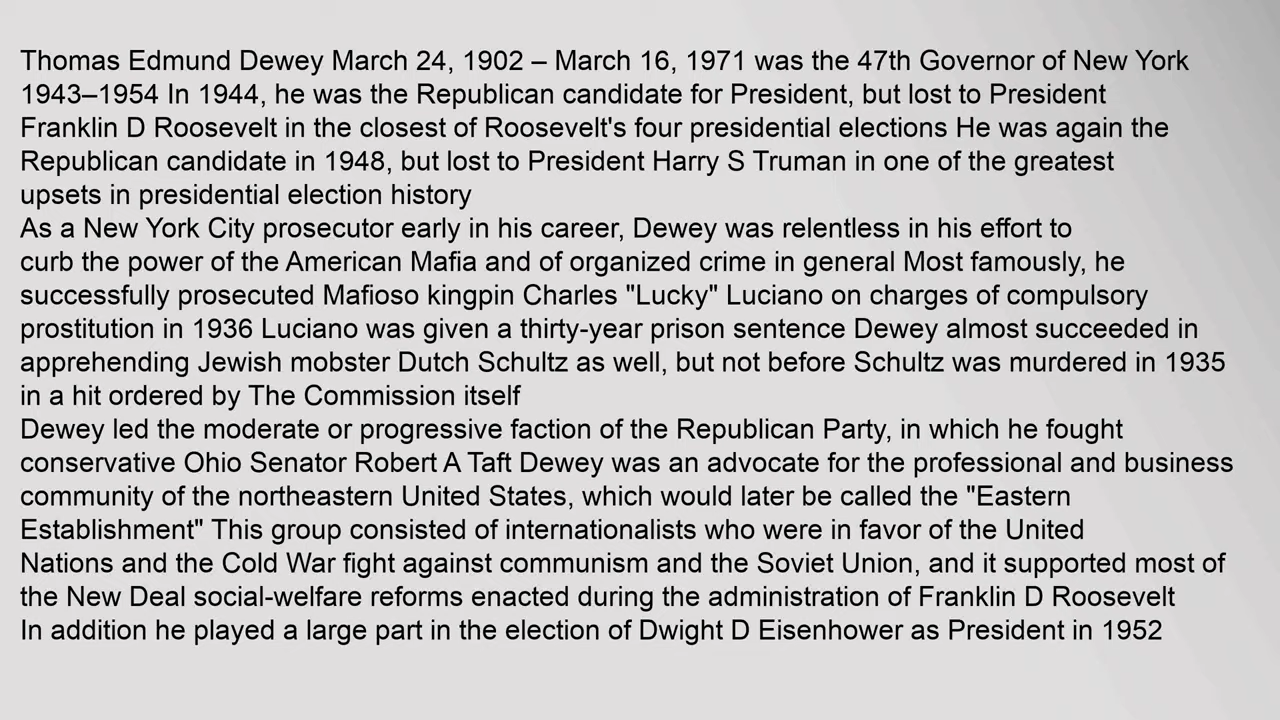 Thomas Edmund Dewey March 24, 1902 – March 16, 1971 was the 47th Governor of New York
1943–1954 In 1944, he was the Republican candidate for President, but lost to President
Franklin D Roosevelt in the closest of Roosevelt's four presidential elections He was again the
Republican candidate in 1948, but lost to President Harry S Truman in one of the greatest
upsets in presidential election history
As a New York City prosecutor early in his career, Dewey was relentless in his effort to
curb the power of the American Mafia and of organized crime in general Most famously, he
successfully prosecuted Mafioso kingpin Charles "Lucky" Luciano on charges of compulsory
prostitution in 1936 Luciano was given a thirty-year prison sentence Dewey almost succeeded in
apprehending Jewish mobster Dutch Schultz as well, but not before Schultz was murdered in 1935
in a hit ordered by The Commission itself
Dewey led the moderate or progressive faction of the Republican Party, in which he fought
conservative Ohio Senator Robert A Taft Dewey was an advocate for the professional and business
community of the northeastern United States, which would later be called the "Eastern
Establishment" This group consisted of internationalists who were in favor of the United
Nations and the Cold War fight against communism and the Soviet Union, and it supported most of
the New Deal social-welfare reforms enacted during the administration of Franklin D Roosevelt
In addition he played a large part in the election of Dwight D Eisenhower as President in 1952